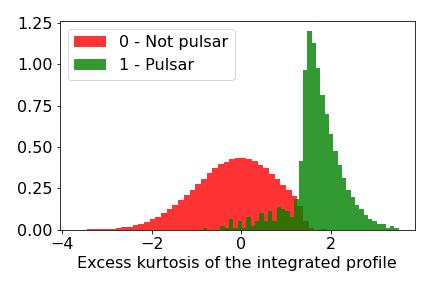 1.25
1.00
0.75
0.50
0.25
0.00
0 - Not pulsar
1 - Pulsar
−4 −2 0 2
Excess kurtosis of the integrated profile